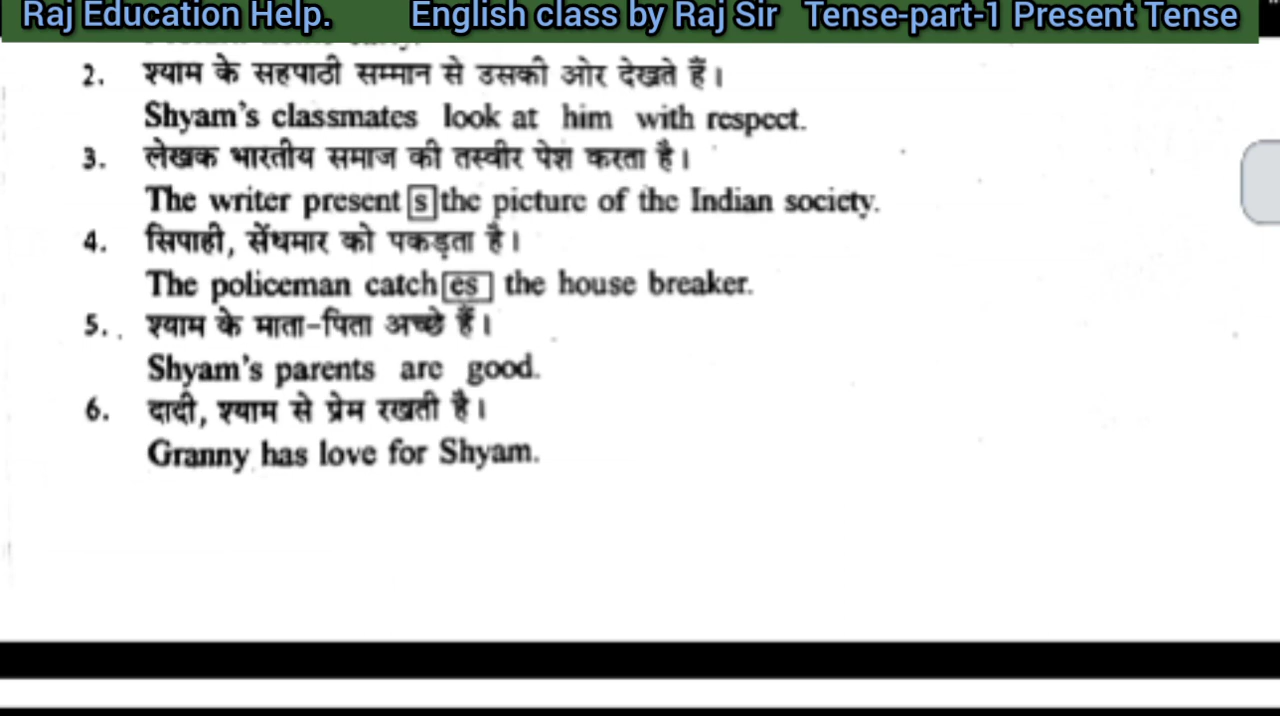 Raj Education Help. English class by Raj Sir Tense-part-1 Present Tense
2. श्याम के सहपाठी सम्मान से उसकी ओर देखते हैं।
Shyam's classmates look at him with respect.
3. लेखक भारतीय समाज की तस्वीर पेश करता है।
The writer present s the picture of the Indian society.
4. सिपाही, सेंधमार को पकड़ता है।
The policeman catch es the house breaker.
5. श्याम के माता-पिता अच्छे हैं।
Shyam's parents are good.
6. दादी, श्याम से प्रेम रखती है।
Granny has love for Shyam.